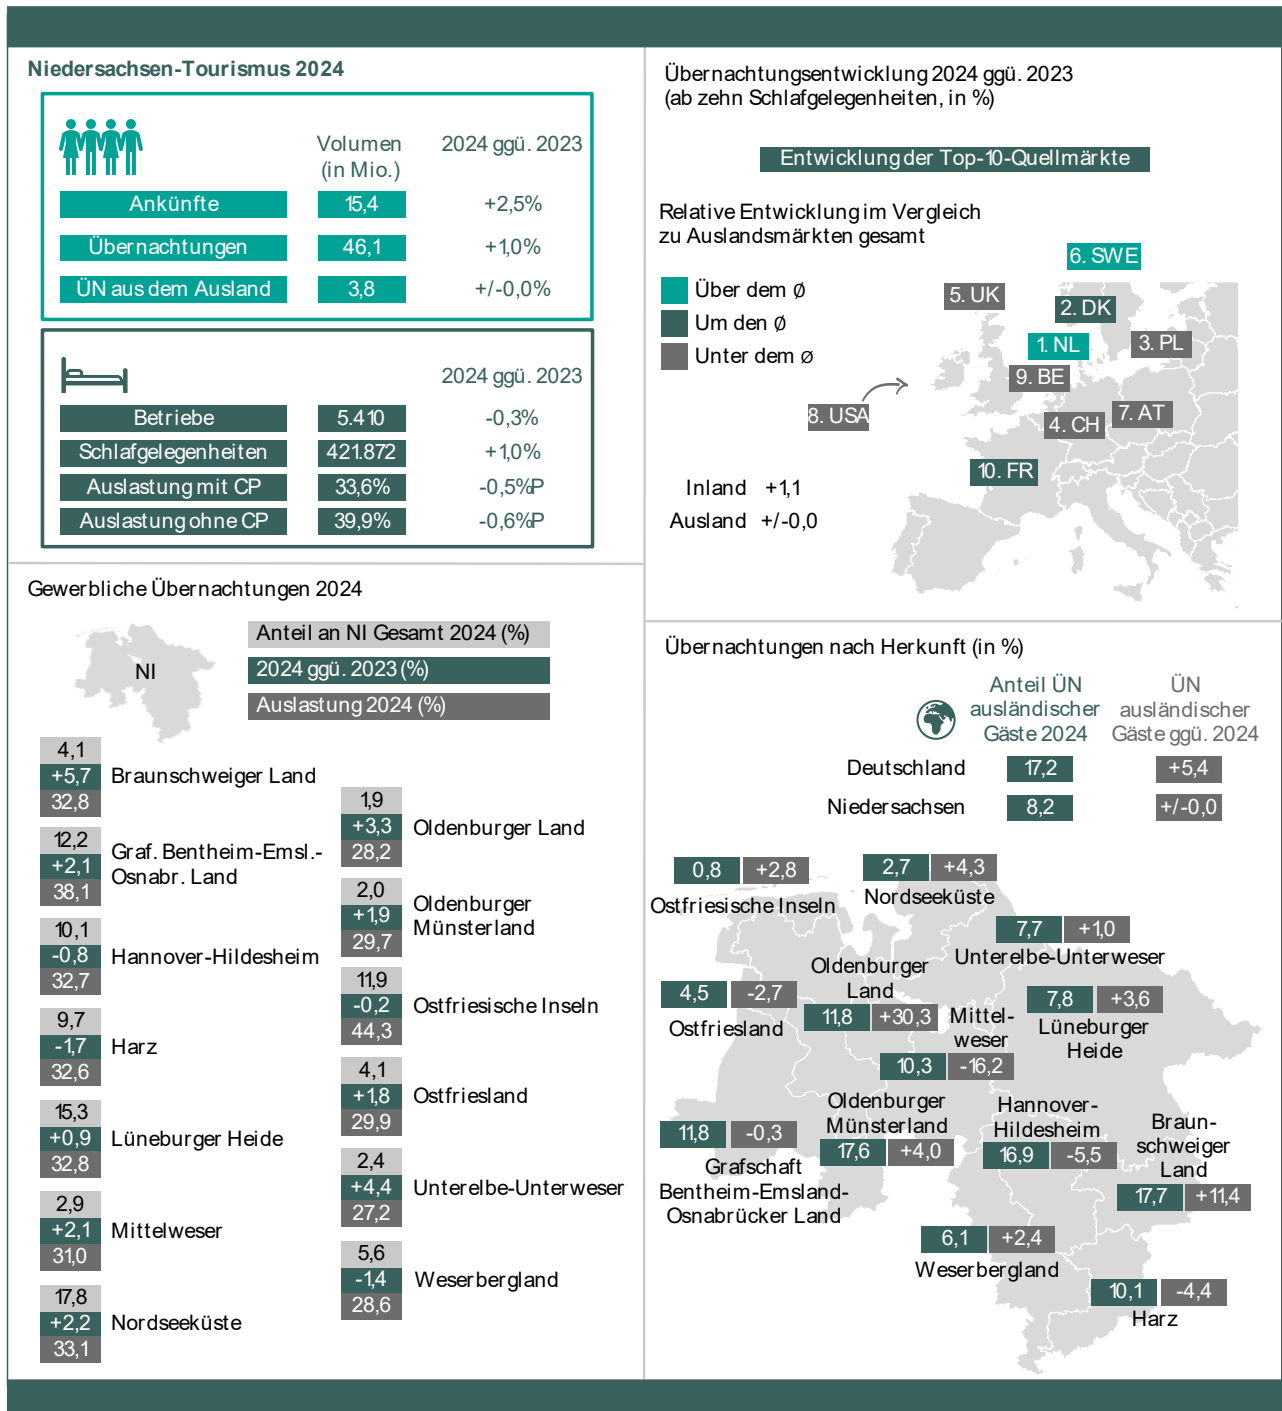 Niedersachsen-Tourismus 2024
Volumen
(in Mio.)
2024 ggü. 2023
Ankünfte 15,4 +2,5%
Übernachtungen 46,1 +1,0%
ÜN aus dem Ausland 3,8 +/-0,0%
2024 ggü. 2023
Betriebe 5.410 -0,3%
Schlafgelegenheiten 421.872 +1,0%
Auslastung mit CP 33,6% -0,5%P
Auslastung ohne CP 39,9% -0,6%P
Übernachtungsentwicklung 2024 ggü. 2023
(ab zehn Schlafgelegenheiten, in %)
Entwicklung der Top-10-Quellmärkte
Relative Entwicklung im Vergleich
zu Auslandsmärkten gesamt
Über dem Ø
Um den Ø
Unter dem Ø
6. SWE
5. UK
2. DK
1. NL
3. PL
9. BE
8. USA
7. AT
4. CH
10. FR
Inland +1,1
Ausland +/-0,0
Gewerbliche Übernachtungen 2024
NI
Anteil an NI Gesamt 2024 (%)
2024 ggü. 2023 (%)
Auslastung 2024 (%)
4,1
+5,7
32,8
Braunschweiger Land
12,2
+2,1
38,1
Graf. Bentheim-Emsl.-
Osnabr. Land
10,1
-0,8
32,7
Hannover-Hildesheim
9,7
-1,7
32,6
Harz
15,3
+0,9
32,8
Lüneburger Heide
2,9
+2,1
31,0
Mittelweser
17,8
+2,2
33,1
Nordseeküste
1,9
+3,3
28,2
Oldenburger Land
2,0
+1,9
29,7
Oldenburger
Münsterland
11,9
-0,2
44,3
Ostfriesische Inseln
4,1
+1,8
29,9
Ostfriesland
2,4
+4,4
27,2
Unterelbe-Unterweser
5,6
-1,4
28,6
Weserbergland
Übernachtungen nach Herkunft (in %)
Anteil ÜN
ausländischer
Gäste 2024
ÜN
ausländischer
Gäste ggü. 2024
Deutschland 17,2 +5,4
Niedersachsen 8,2 +/-0,0
0,8 +2,8
Ostfriesische Inseln
2,7 +4,3
Nordseeküste
7,7 +1,0
Unterelbe-Unterweser
4,5 -2,7
Ostfriesland
Oldenburger
Land
11,8 +30,3
7,8 +3,6
Lüneburger
Heide
Mittel-
weser
10,3 -16,2
11,8 -0,3
Grafschaft
Bentheim-Emsland-
Osnabrücker Land
Oldenburger
Münsterland
17,6 +4,0
Hannover-
Hildesheim
16,9 -5,5
Braun-
schweiger
Land
17,7 +11,4
6,1 +2,4
Weserbergland
10,1 -4,4
Harz